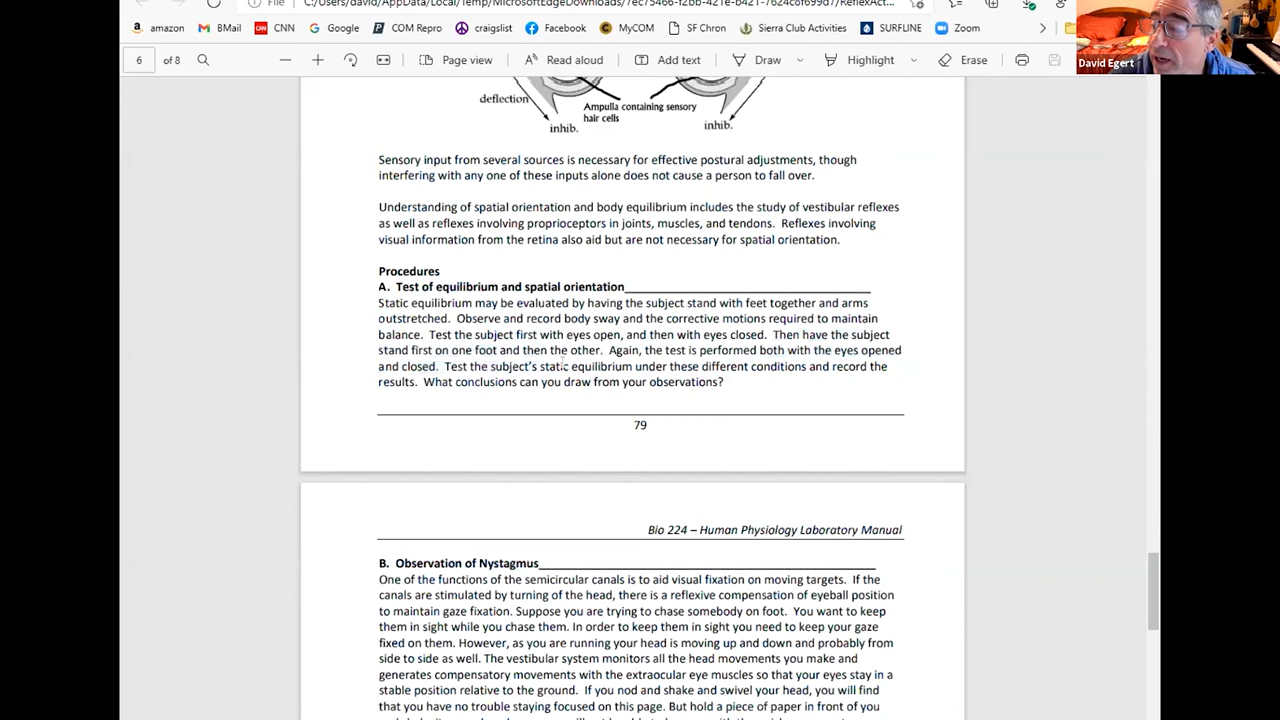 File
C:/Users/david/AppData/Local/Temp/MicrosoftEdgeDownloads/
amazon BMail CNN Google COM Repro craigslist Facebook MyCOM SF Chron Sierra Club Activities SURFLINE Zoom
6 of 8 Page view Read aloud Add text Draw Highlight Erase
David Egert
deflection
Ampulla containing sensory
hair cells
inhib. inhib.
Sensory input from several sources is necessary for effective postural adjustments, though
interfering with any one of these inputs alone does not cause a person to fall over.
Understanding of spatial orientation and body equilibrium includes the study of vestibular reflexes
as well as reflexes involving proprioceptors in joints, muscles, and tendons. Reflexes involving
visual information from the retina also aid but are not necessary for spatial orientation.
Procedures
A. Test of equilibrium and spatial orientation
Static equilibrium may be evaluated by having the subject stand with feet together and arms
outstretched. Observe and record body sway and the corrective motions required to maintain
balance. Test the subject first with eyes open, and then with eyes closed. Then have the subject
stand first on one foot and then the other. Again, the test is performed both with the eyes opened
and closed. Test the subject's static equilibrium under these different conditions and record the
results. What conclusions can you draw from your observations?
79
Bio 224 – Human Physiology Laboratory Manual
B. Observation of Nystagmus
One of the functions of the semicircular canals is to aid visual fixation on moving targets. If the
canals are stimulated by turning of the head, there is a reflexive compensation of eyeball position
to maintain gaze fixation. Suppose you are trying to chase somebody on foot. You want to keep
them in sight while you chase them. In order to keep them in sight you need to keep your gaze
fixed on them. However, as you are running your head is moving up and down and probably from
side to side as well. The vestibular system monitors all the head movements you make and
generates compensatory movements with the extraocular eye muscles so that your eyes stay in a
stable position relative to the ground. If you nod and shake and swivel your head, you will find
that you have no trouble staying focused on this page. But hold a piece of paper in front of you